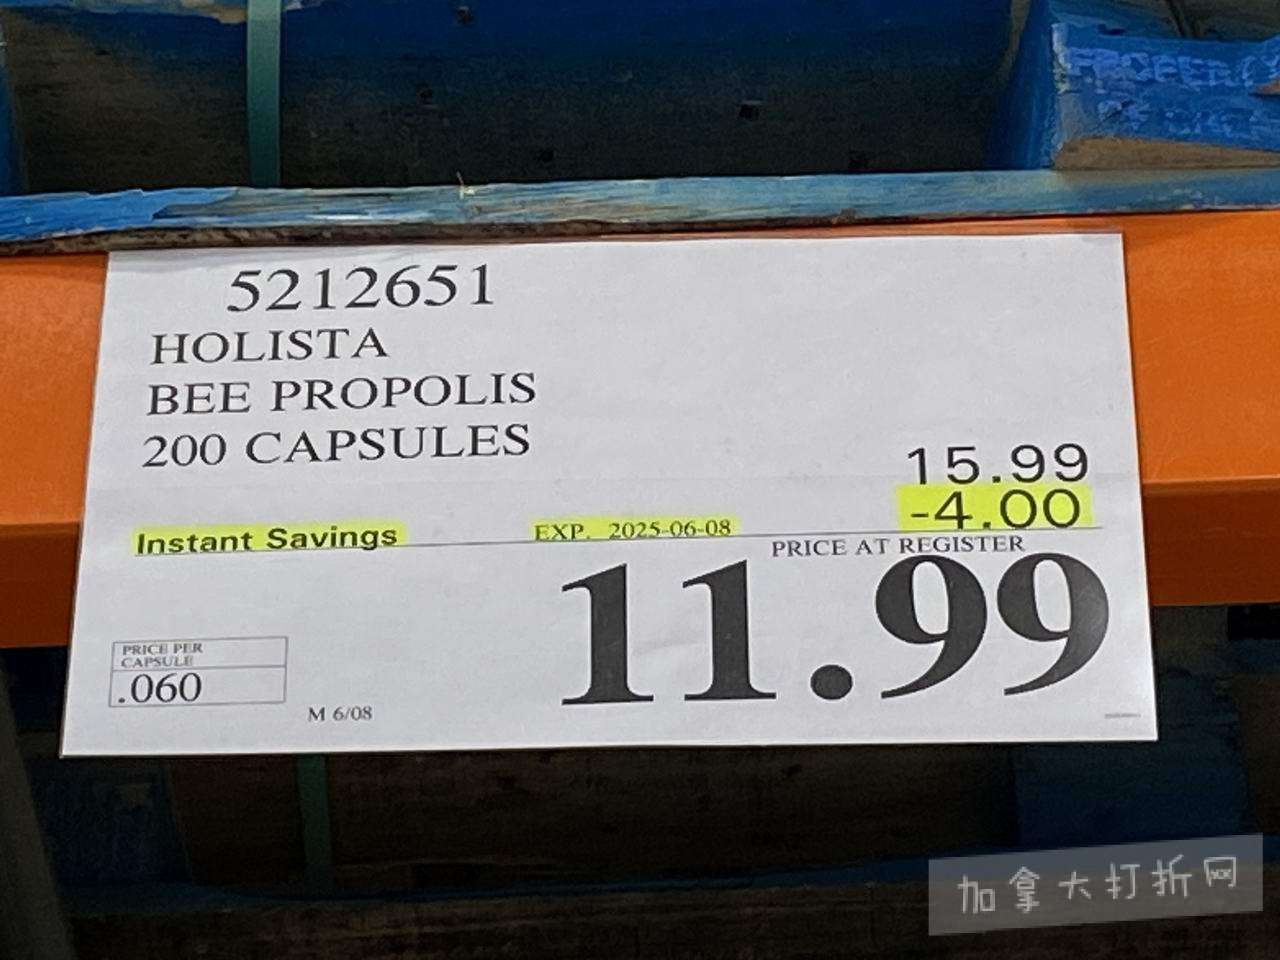 PROPERTY
5212651
HOLISTA
BEE PROPOLIS
200 CAPSULES
15.99
-4.00
Instant Savings EXP. 2025-06-08
PRICE AT REGISTER
11.99
PRICE PER
CAPSULE
.060
M 6/08
加拿大打折网